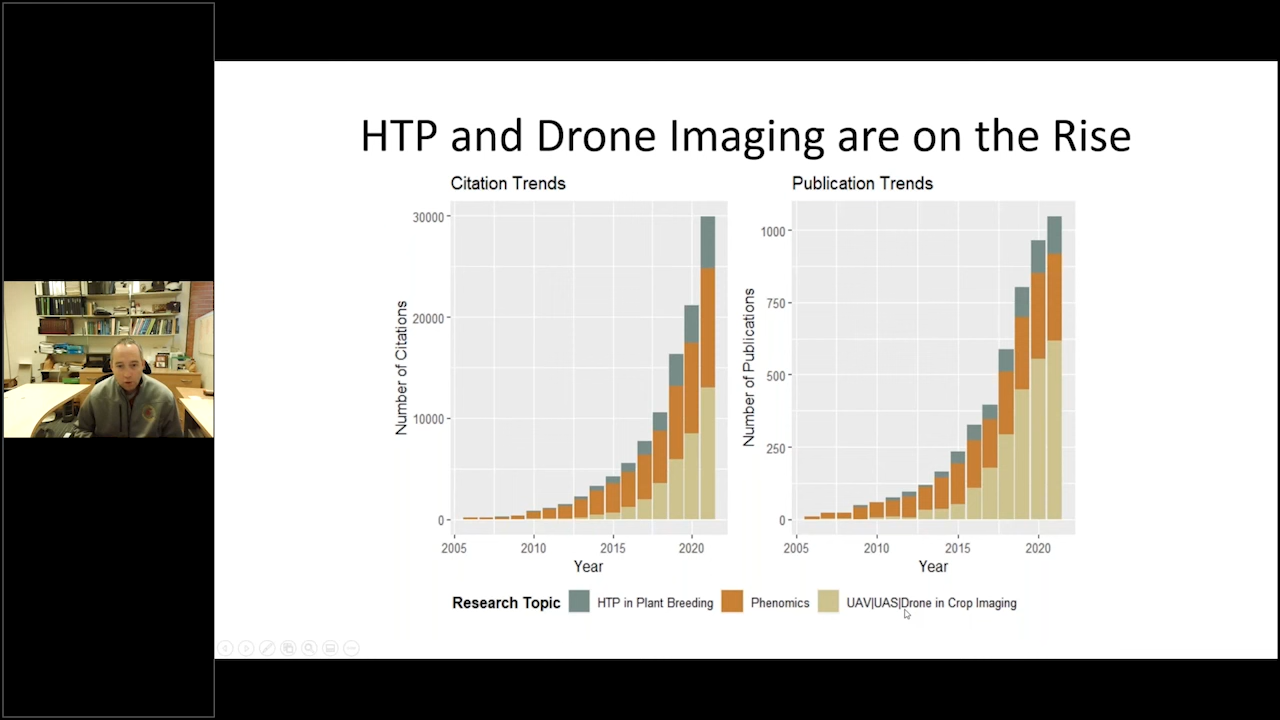 HTP and Drone Imaging are on the Rise
Citation Trends
30000
20000
10000
0
2005
2010
2015
2020
Year
Number of Citations
Publication Trends
1000
750
500
250
0
2005
2010
2015
2020
Year
Number of Publications
Research Topic
HTP in Plant Breeding
Phenomics
UAV|UAS|Drone in Crop Imaging